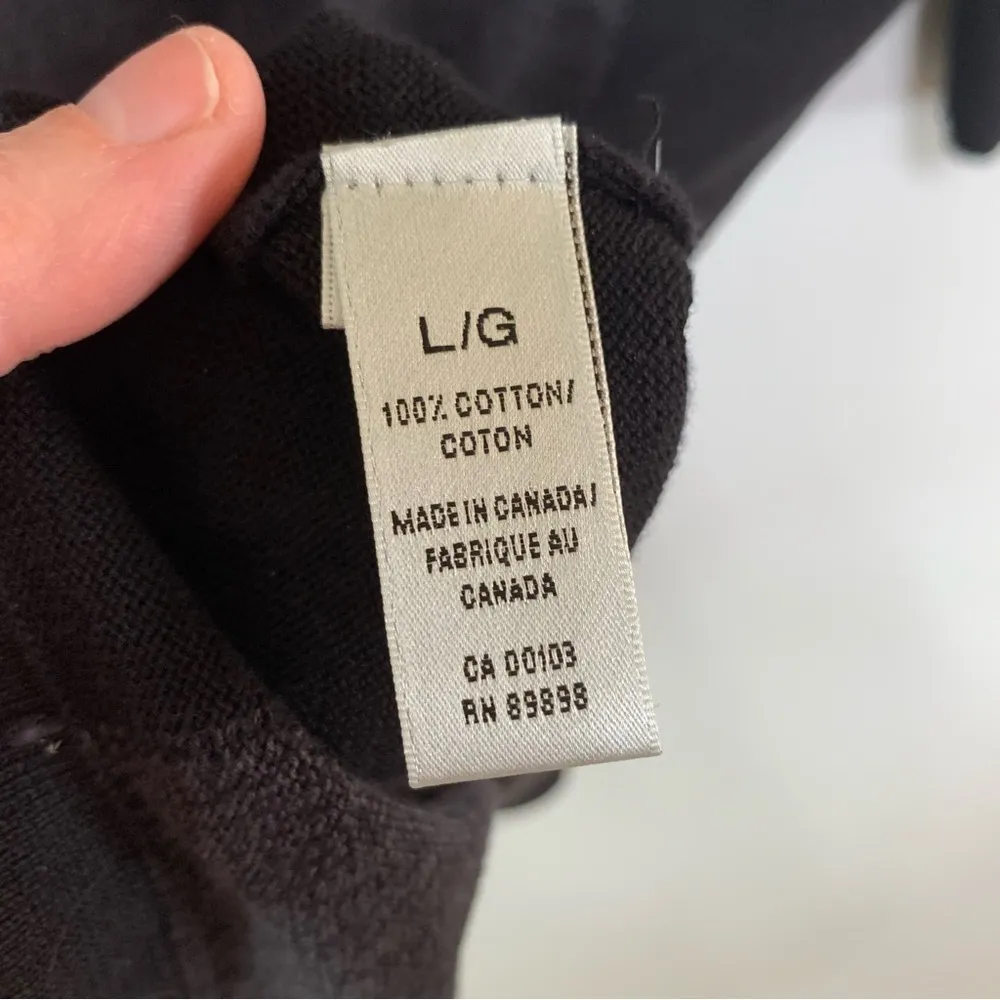 L/G
100% COTTON/
COTON
MADE IN CANADA/
FABRIQUE AU
CANADA
CA 00103
RN 89898